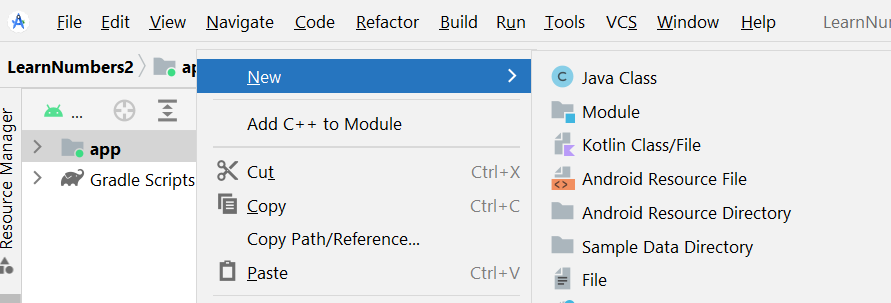 File Edit View Navigate Code Refactor Build Run Tools VCS Window Help LearnNu
LearnNumbers2 ap
New
Java Class
Module
Add C++ to Module
Kotlin Class/File
...
app
Cut Ctrl+X
Android Resource File
Gradle Scripts
Copy Ctrl+C
Android Resource Directory
Copy Path/Reference...
Sample Data Directory
Paste Ctrl+V
File
Resource Manager